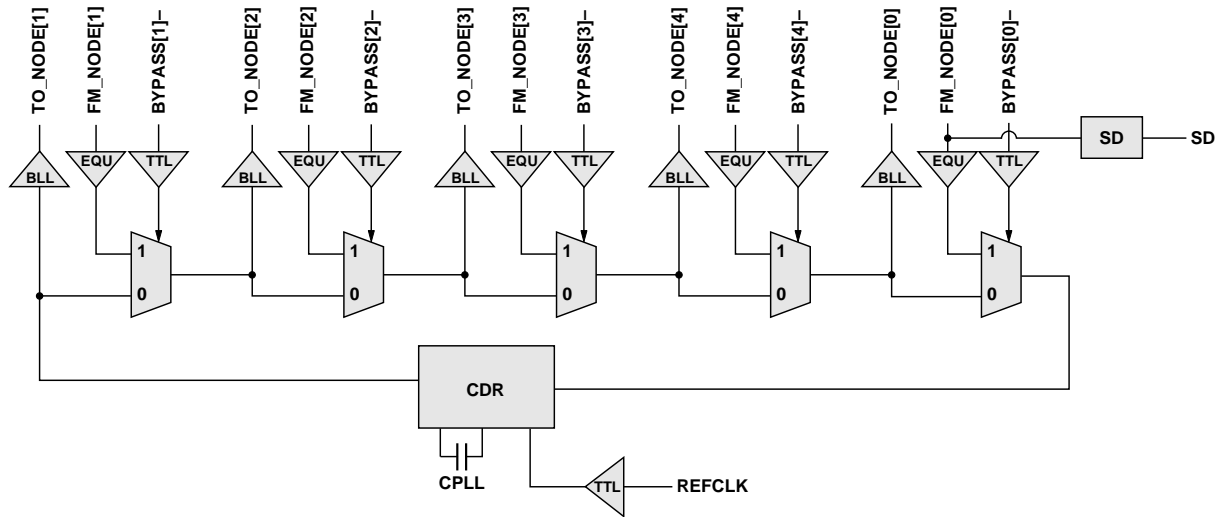 TO_NODE[1]
FM_NODE[1]
BYPASS[1]–
TO_NODE[2]
FM_NODE[2]
BYPASS[2]–
TO_NODE[3]
FM_NODE[3]
BYPASS[3]–
TO_NODE[4]
FM_NODE[4]
BYPASS[4]–
TO_NODE[0]
FM_NODE[0]
BYPASS[0]–
SD
SD
BLL
EQU
TTL
BLL
EQU
TTL
BLL
EQU
TTL
BLL
EQU
TTL
BLL
EQU
TTL
1
0
1
0
1
0
1
0
1
0
CDR
CPLL
TTL
REFCLK